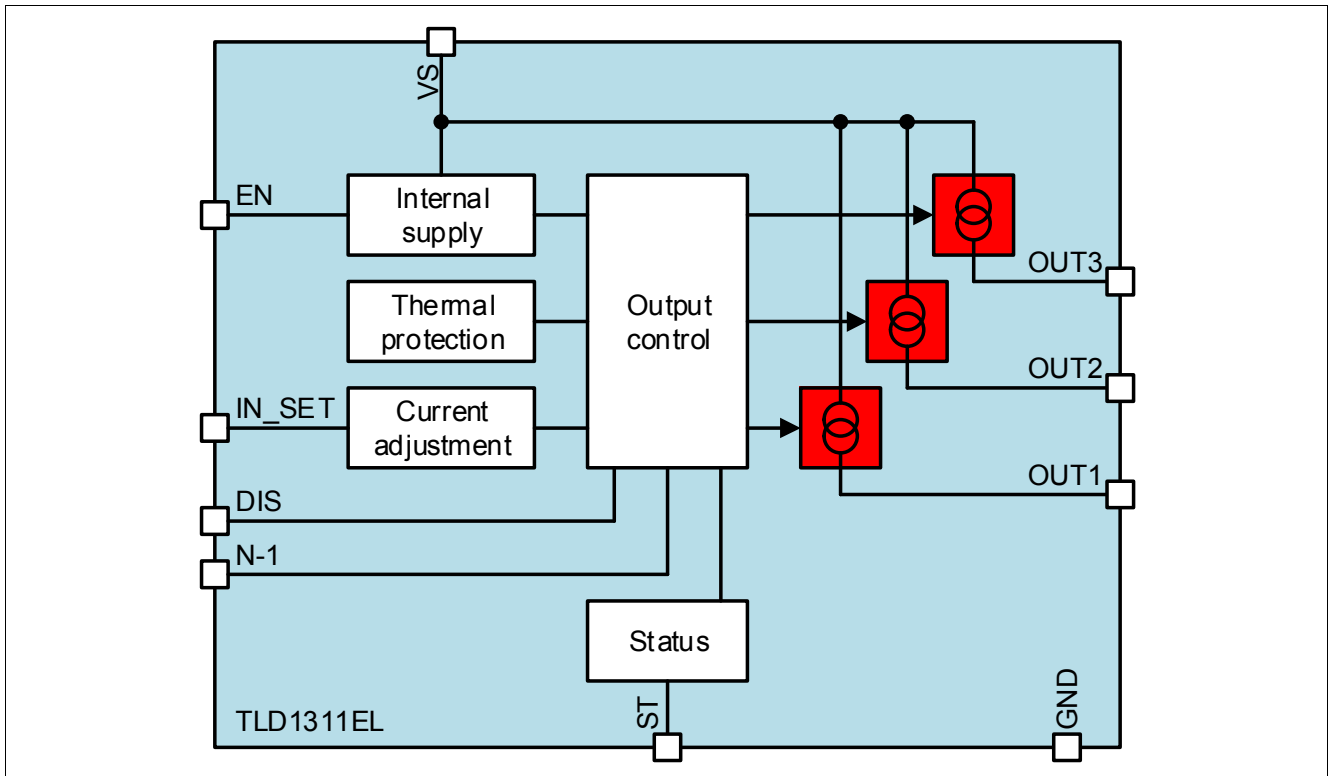 VS
EN
Internal
supply
Thermal
protection
Output
control
OUT3
OUT2
IN_SET
Current
adjustment
OUT1
DIS
N-1
Status
TLD1311EL
ST
GND